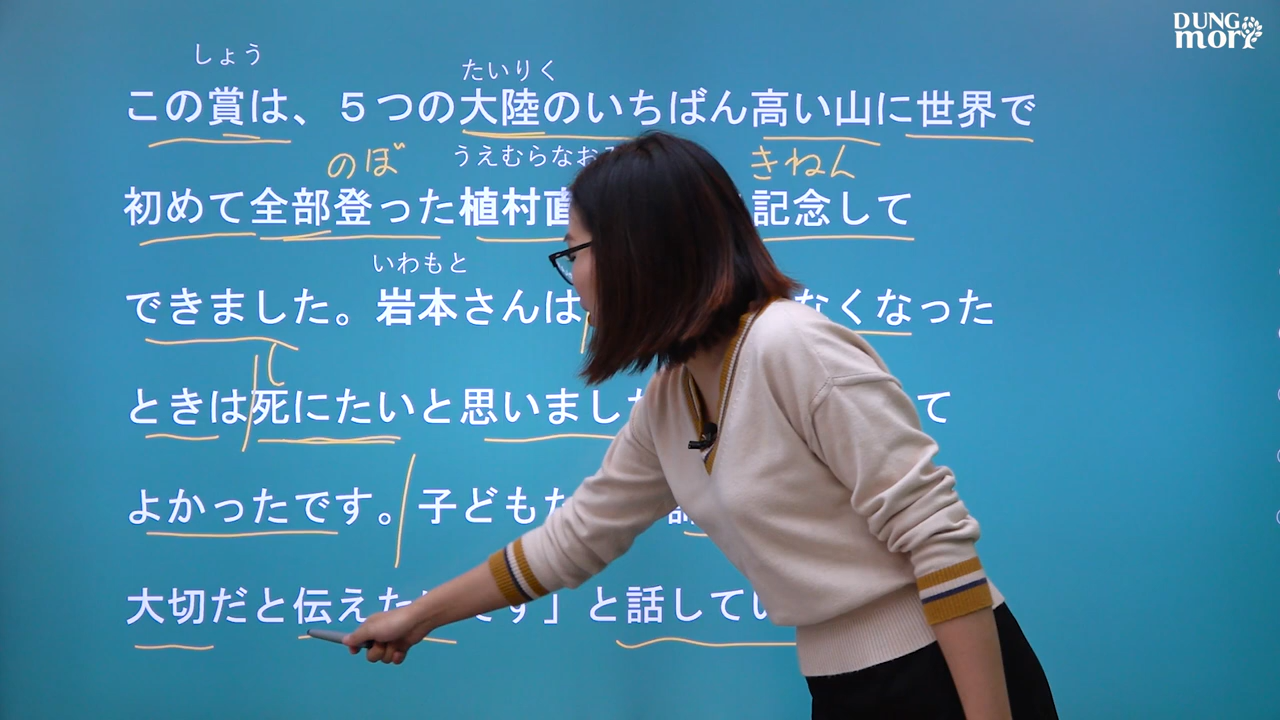 DUNG
mori
しょう
たいりく
この賞は、５つの大陸のいちばん高い山に世界で
のぼ うえむらなお きねん
初めて全部登った植村直 記念して
いわもと
できました。岩本さんは なくなった
ときは死にたいと思いまし て
よかったです。子どもた
大切だと伝えた です」と話してい